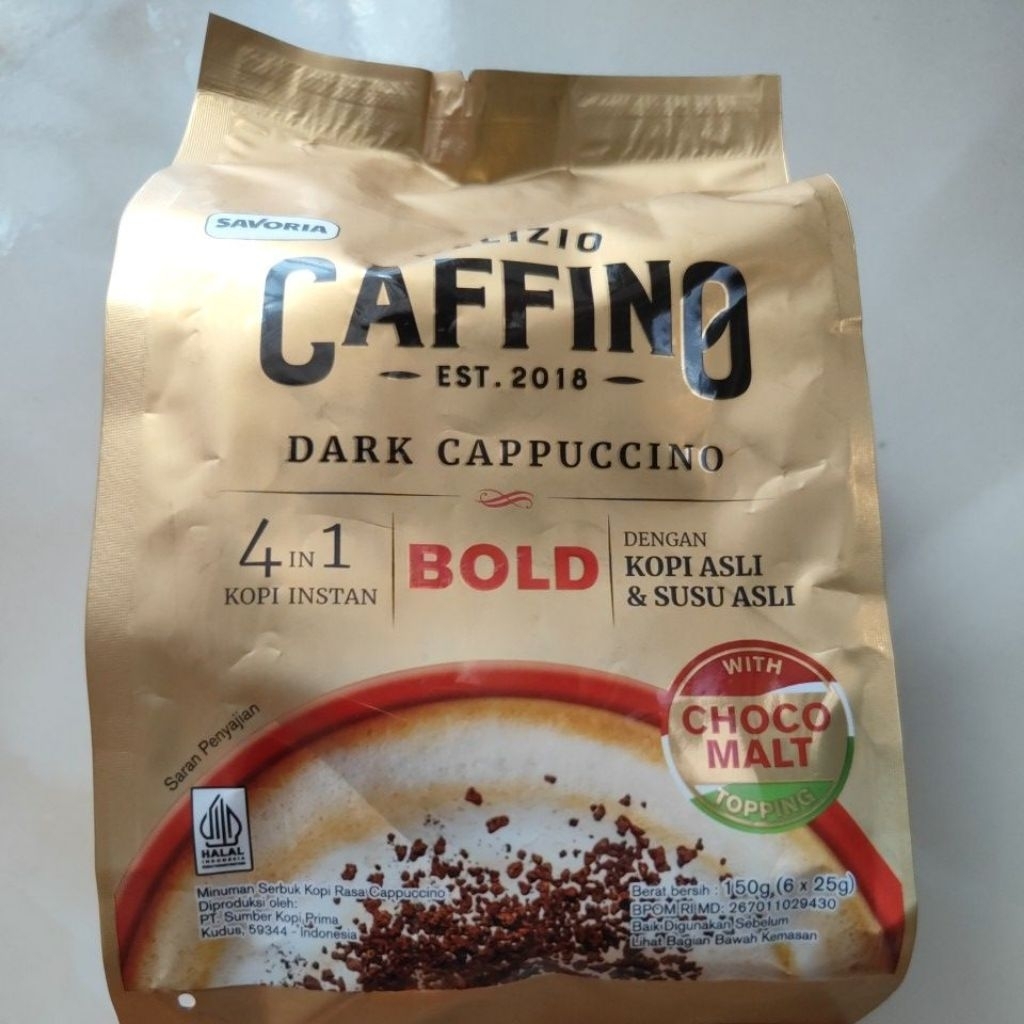 SAVORIA
CAFFINO
EST. 2018
DARK CAPPUCCINO
4 IN 1
KOPI INSTAN
BOLD
DENGAN
KOPI ASLI
& SUSU ASLI
WITH
CHOCO
MALT
TOPPING
Saran Penyajian
HALAL
INDONESIA
Minuman Serbuk Kopi Rasa Cappuccino
Diproduksi oleh:
PT. Sumber Kopi Prima
Kudus, 59344 - Indonesia
Berat bersih : 150g (6 x 25g)
BPOM RI MD: 267011029430
Baik Digunakan Sebelum
Lihat Bagian Bawah Kemasan